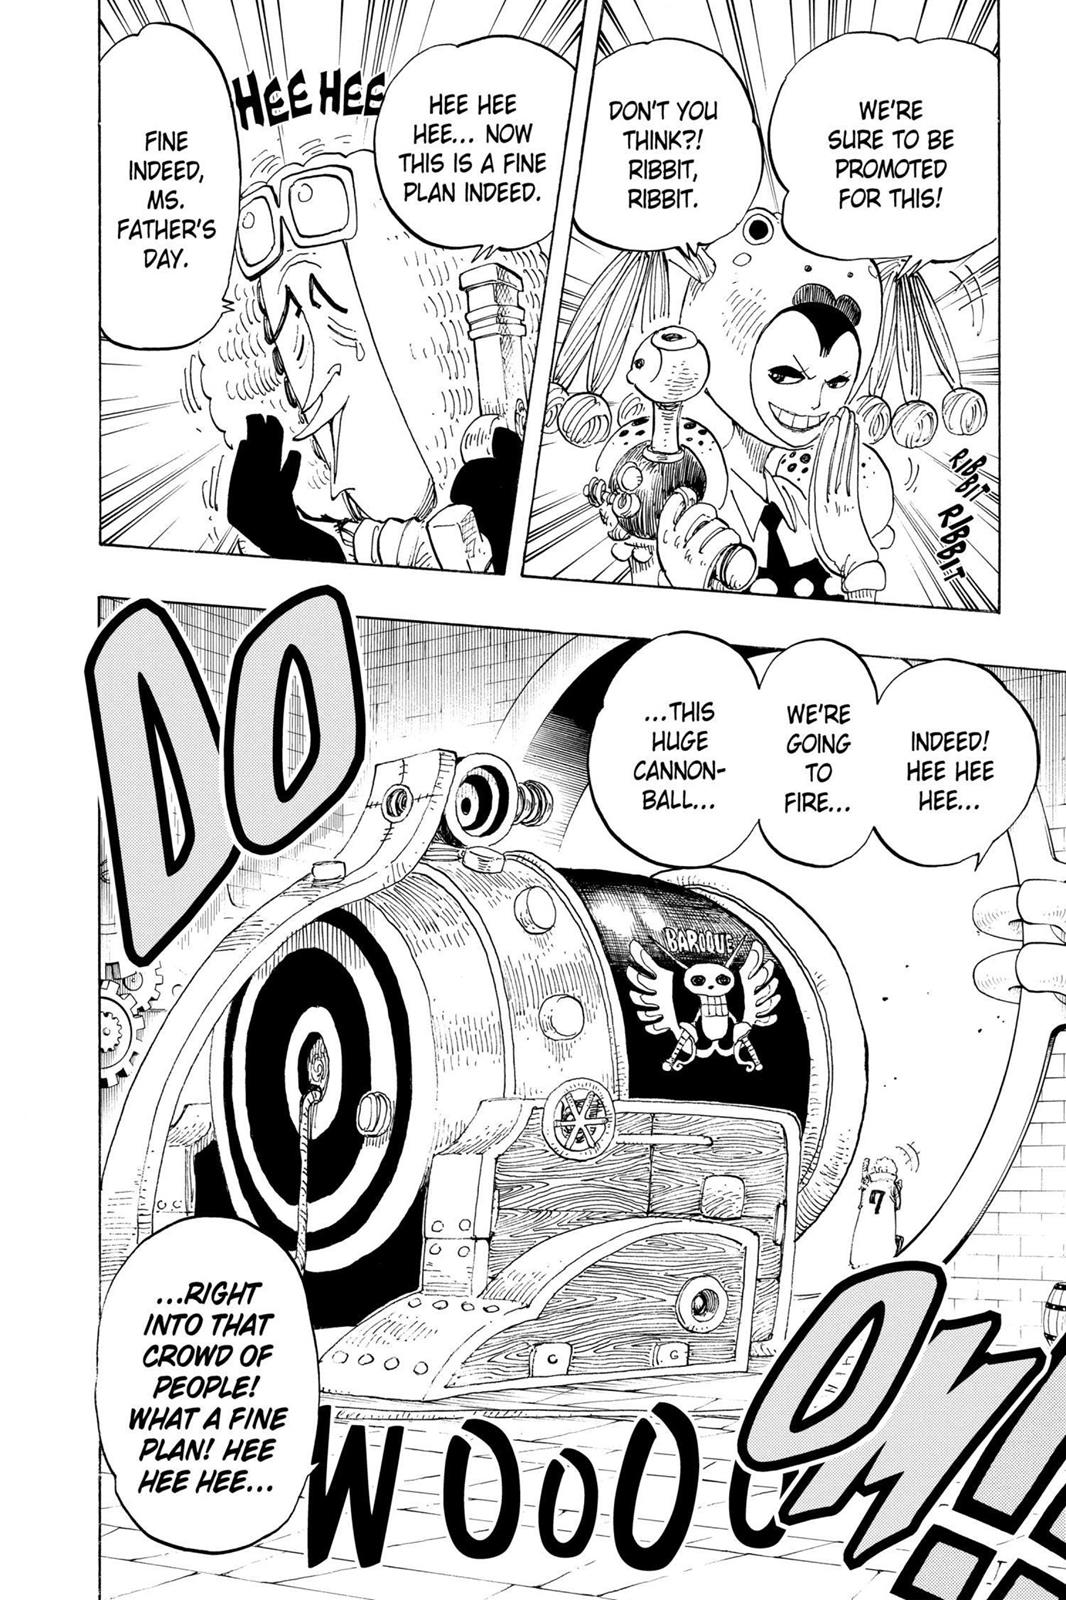 WE'RE
SURE TO BE
PROMOTED
FOR THIS!
DON'T YOU
THINK?!
RIBBIT,
RIBBIT.
RIBBIT
RIBBIT
HEE HEE
HEE... NOW
THIS IS A FINE
PLAN INDEED.
HEE HEE
FINE
INDEED,
MS.
FATHER'S
DAY.
INDEED!
HEE HEE
HEE...
WE'RE
GOING
TO
FIRE...
...THIS
HUGE
CANNON-
BALL...
DO
BAROQUE
7
OM!!
...RIGHT
INTO THAT
CROWD OF
PEOPLE!
WHAT A FINE
PLAN! HEE
HEE HEE...
WOOOO